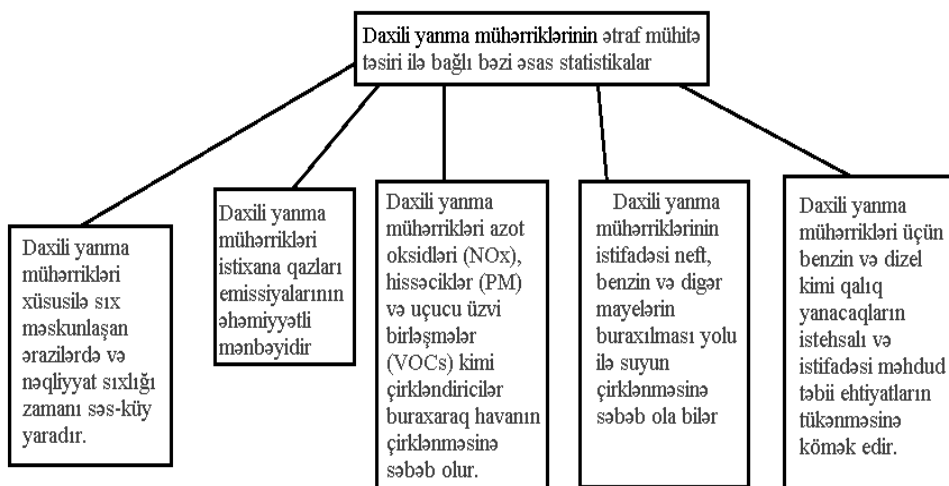 Daxili yanma mühərriklərinin ətraf mühitə
təsiri ilə bağlı bəzi əsas statistikalar
Daxili yanma
mühərrikləri
xüsusilə sıx
məskunlaşan
ərazilərdə və
nəqliyyat sıxlığı
zamanı səs-küy
yaradır.
Daxili yanma
mühərrikləri
istixana qazları
emissiyalarının
əhəmiyyətli
mənbəyidir
Daxili yanma
mühərrikləri azot
oksidləri (NOx),
hissəciklər (PM)
və uçucu üzvi
birləşmələr
(VOCs) kimi
çirkləndiricilər
buraxaraq havanın
çirklənməsinə
səbəb olur.
Daxili yanma
mühərriklərinin
istifadəsi neft,
benzin və digər
mayelərin
buraxılması yolu
ilə suyun
çirklənməsinə
səbəb ola bilər
Daxili yanma
mühərrikləri üçün
benzin və dizel
kimi qalıq
yanacaqların
istehsalı və
istifadəsi məhdud
təbii ehtiyatların
tükənməsinə
kömək edir.